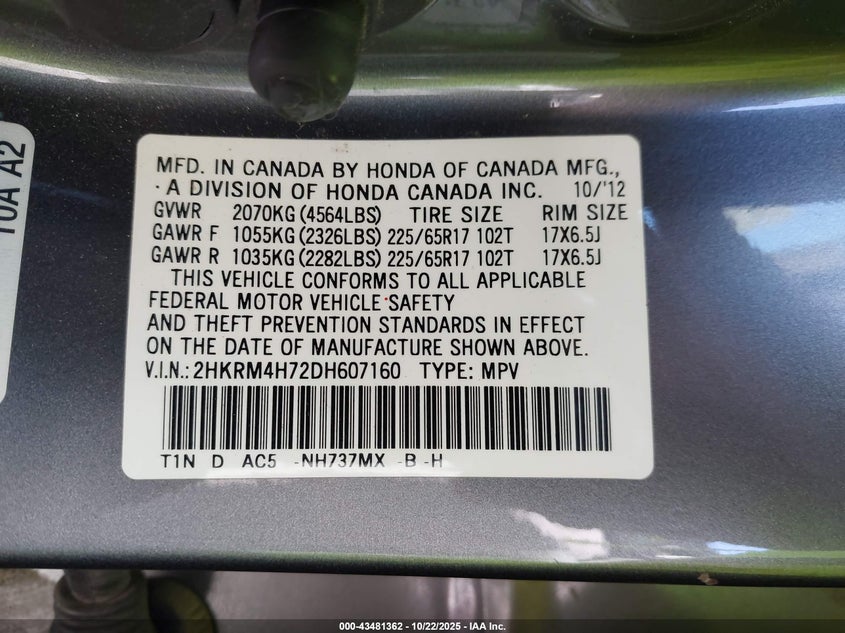 MFD. IN CANADA BY HONDA OF CANADA MFG.,
A DIVISION OF HONDA CANADA INC. 10/'12
GVWR 2070KG (4564LBS) TIRE SIZE RIM SIZE
GAWR F 1055KG (2326LBS) 225/65R17 102T 17X6.5J
GAWR R 1035KG (2282LBS) 225/65R17 102T 17X6.5J
THIS VEHICLE CONFORMS TO ALL APPLICABLE
FEDERAL MOTOR VEHICLE SAFETY
AND THEFT PREVENTION STANDARDS IN EFFECT
ON THE DATE OF MANUFACTURE SHOWN ABOVE.
V.I.N.: 2HKRM4H72DH607160 TYPE: MPV
T1N D AC5 -NH737MX -B -H
A2
000-43481362 | 10/22/2025 - IAA Inc.